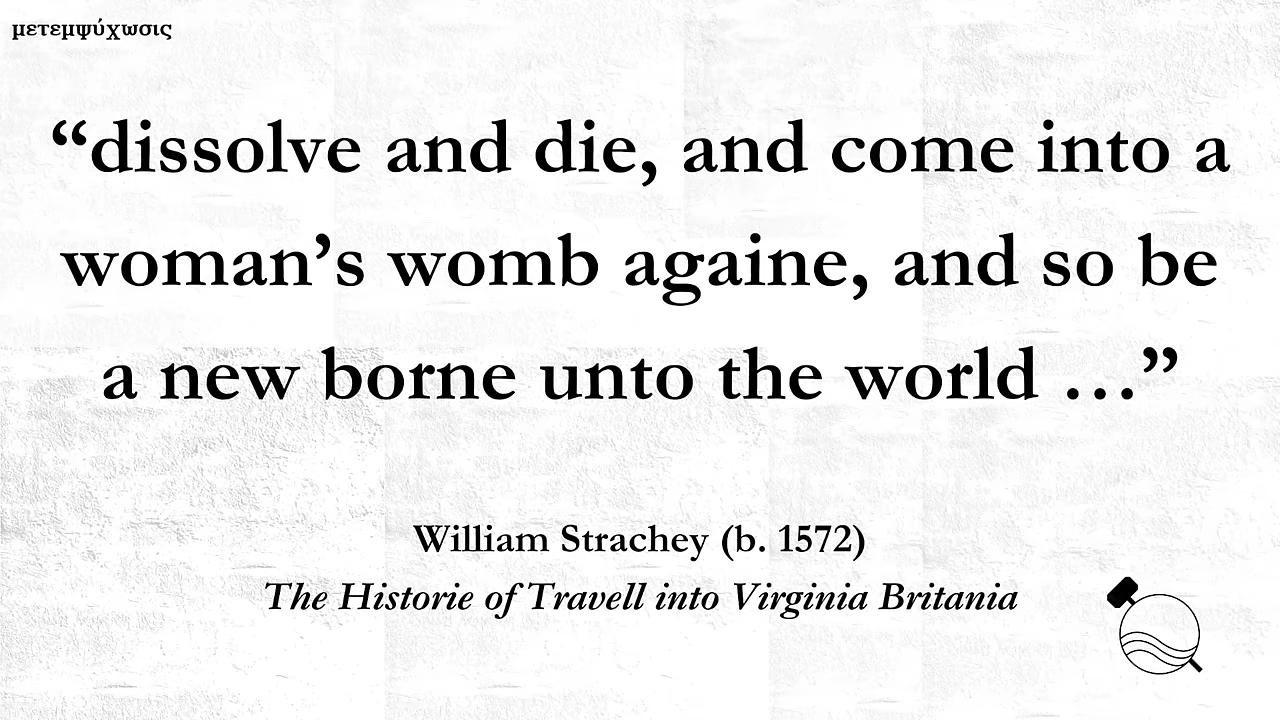 μετεμψύχωσις
“dissolve and die, and come into a
woman’s womb againe, and so be
a new borne unto the world …”
William Strachey (b. 1572)
The Historie of Travell into Virginia Britania